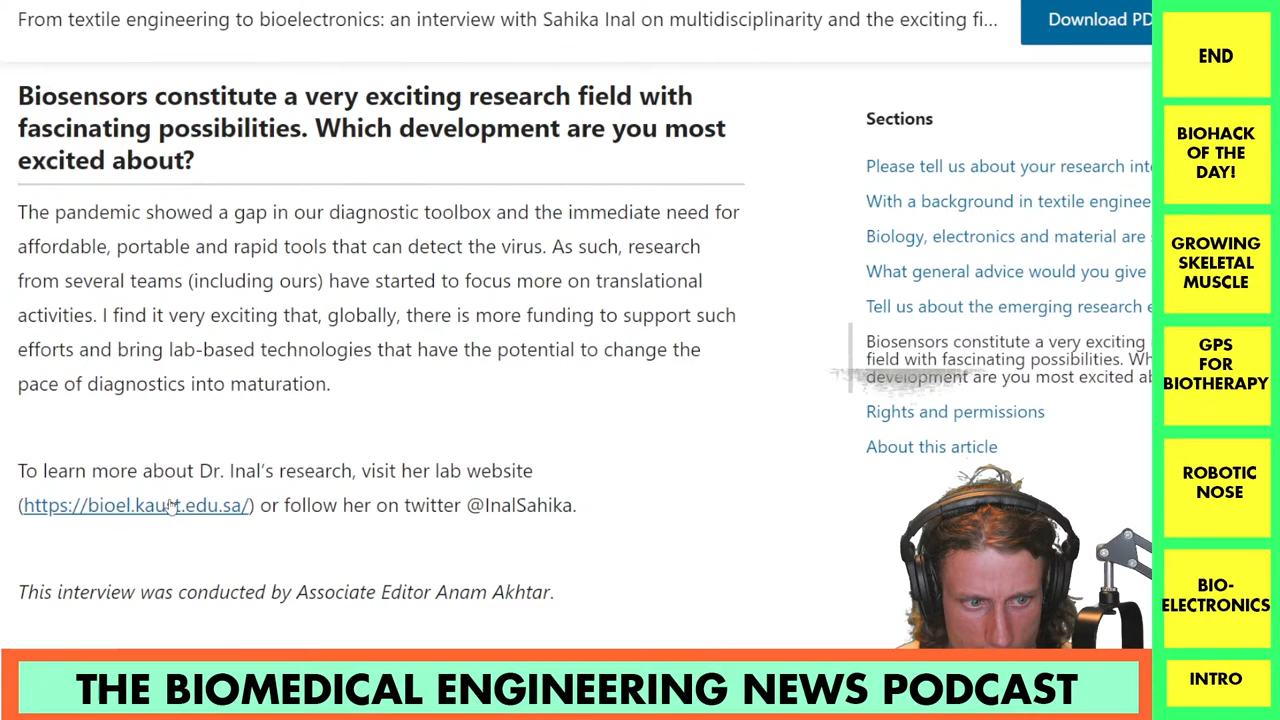 From textile engineering to bioelectronics: an interview with Sahika Inal on multidisciplinarity and the exciting fi...
Download PD
Biosensors constitute a very exciting research field with
fascinating possibilities. Which development are you most
excited about?
The pandemic showed a gap in our diagnostic toolbox and the immediate need for
affordable, portable and rapid tools that can detect the virus. As such, research
from several teams (including ours) have started to focus more on translational
activities. I find it very exciting that, globally, there is more funding to support such
efforts and bring lab-based technologies that have the potential to change the
pace of diagnostics into maturation.
To learn more about Dr. Inal's research, visit her lab website
(https://bioel.kaust.edu.sa/) or follow her on twitter @InalSahika.
This interview was conducted by Associate Editor Anam Akhtar.
Sections
Please tell us about your research inte
With a background in textile enginee
Biology, electronics and material are s
What general advice would you give
Tell us about the emerging research e
Biosensors constitute a very exciting
field with fascinating possibilities. Wh
development are you most excited ab
Rights and permissions
About this article
END
BIOHACK
OF THE
DAY!
GROWING
SKELETAL
MUSCLE
GPS
FOR
BIOTHERAPY
ROBOTIC
NOSE
BIO-
ELECTRONICS
INTRO
THE BIOMEDICAL ENGINEERING NEWS PODCAST